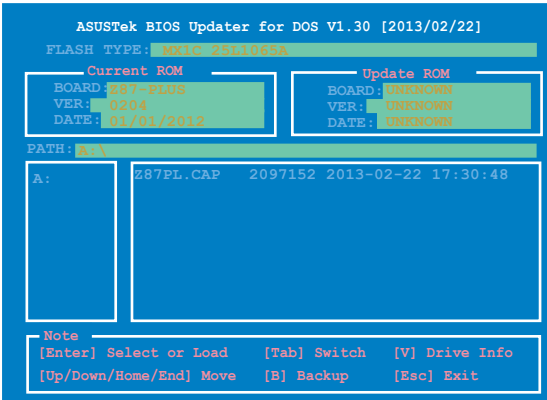 ASUSTek BIOS Updater for DOS V1.30 [2013/02/22]
FLASH TYPE: MXIC 25L1065A
Current ROM
BOARD: Z87-PLUS
VER: 0204
DATE: 01/01/2012
Update ROM
BOARD: UNKNOWN
VER: UNKNOWN
DATE: UNKNOWN
PATH: A:\
A:
Z87PL.CAP 2097152 2013-02-22 17:30:48
Note
[Enter] Select or Load [Tab] Switch [V] Drive Info
[Up/Down/Home/End] Move [B] Backup [Esc] Exit